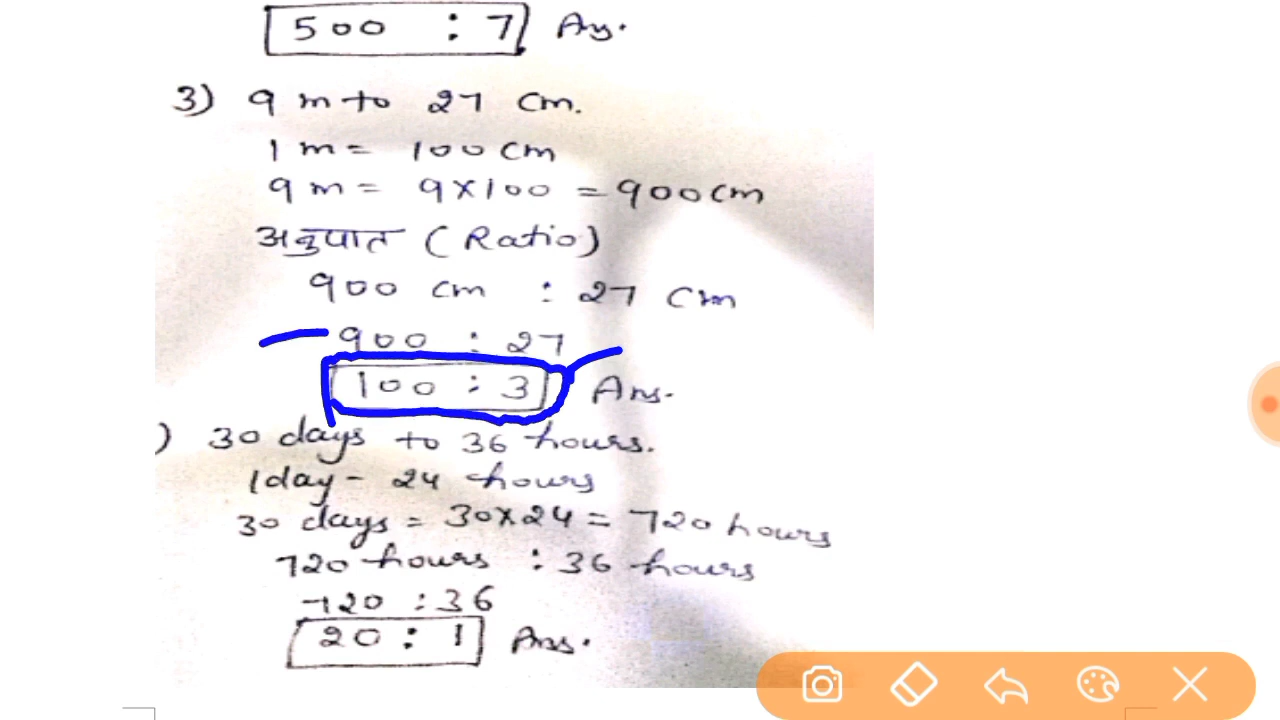 500 : 7 Ans.
3) 9 m to 27 cm.
1 m = 100 cm
9 m = 9x100 = 900 cm
अनुपात (Ratio)
900 cm : 27 cm
900 : 27
100 : 3 Ans.
) 30 days to 36 hours.
1day - 24 hours
30 days = 30x24 = 720 hours
720 hours : 36 hours
720 : 36
20 : 1 Ans.